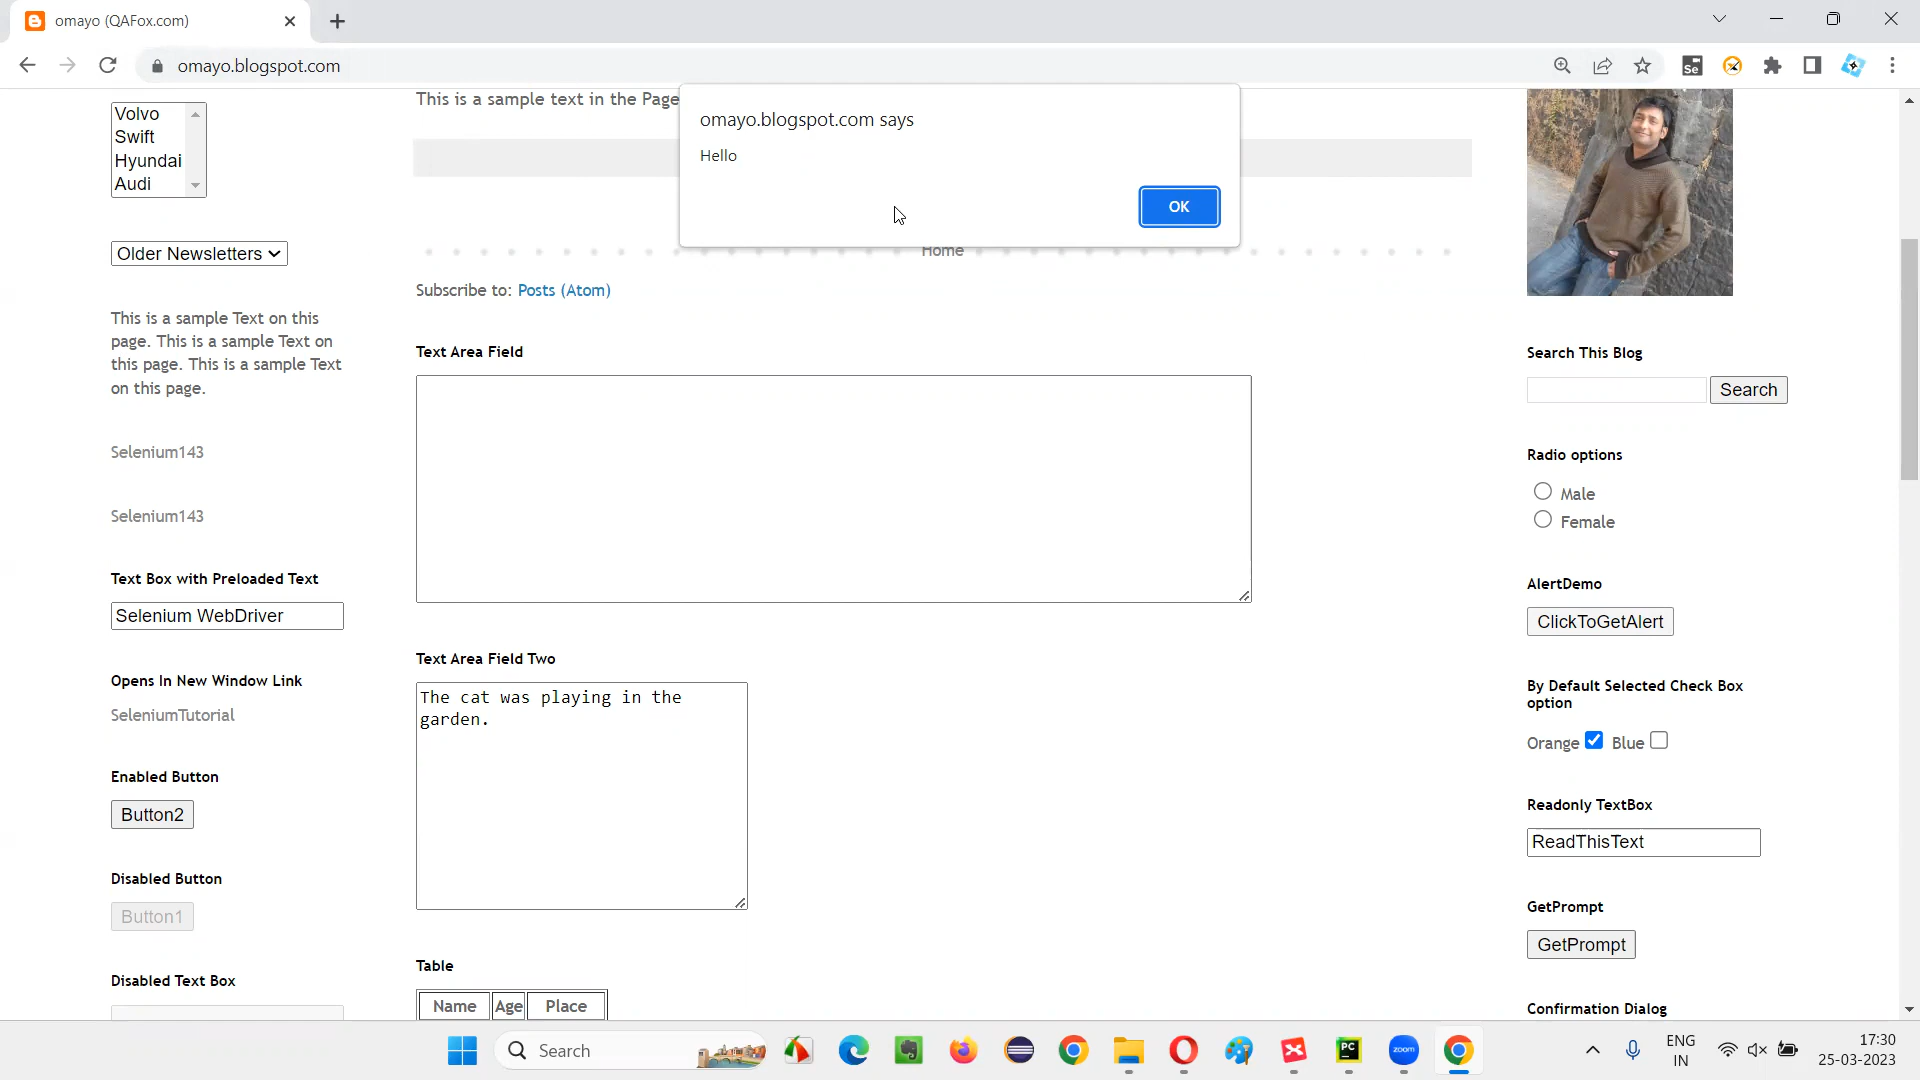 omayo (QAFox.com)
omayo.blogspot.com
Se
omayo.blogspot.com says
Hello
OK
Volvo
Swift
Hyundai
Audi
Older Newsletters
This is a sample Text on this
page. This is a sample Text on
this page. This is a sample Text
on this page.
Selenium143
Selenium143
Text Box with Preloaded Text
Selenium WebDriver
Opens In New Window Link
SeleniumTutorial
Enabled Button
Button2
Disabled Button
Button1
Disabled Text Box
This is a sample text in the Page
Home
Subscribe to: Posts (Atom)
Text Area Field
Text Area Field Two
The cat was playing in the
garden.
Table
Name Age Place
Search This Blog
Search
Radio options
Male
Female
AlertDemo
ClickToGetAlert
By Default Selected Check Box
option
Orange Blue
Readonly TextBox
ReadThisText
GetPrompt
GetPrompt
Confirmation Dialog
Search
PC
zoom
ENG
IN
17:30
25-03-2023